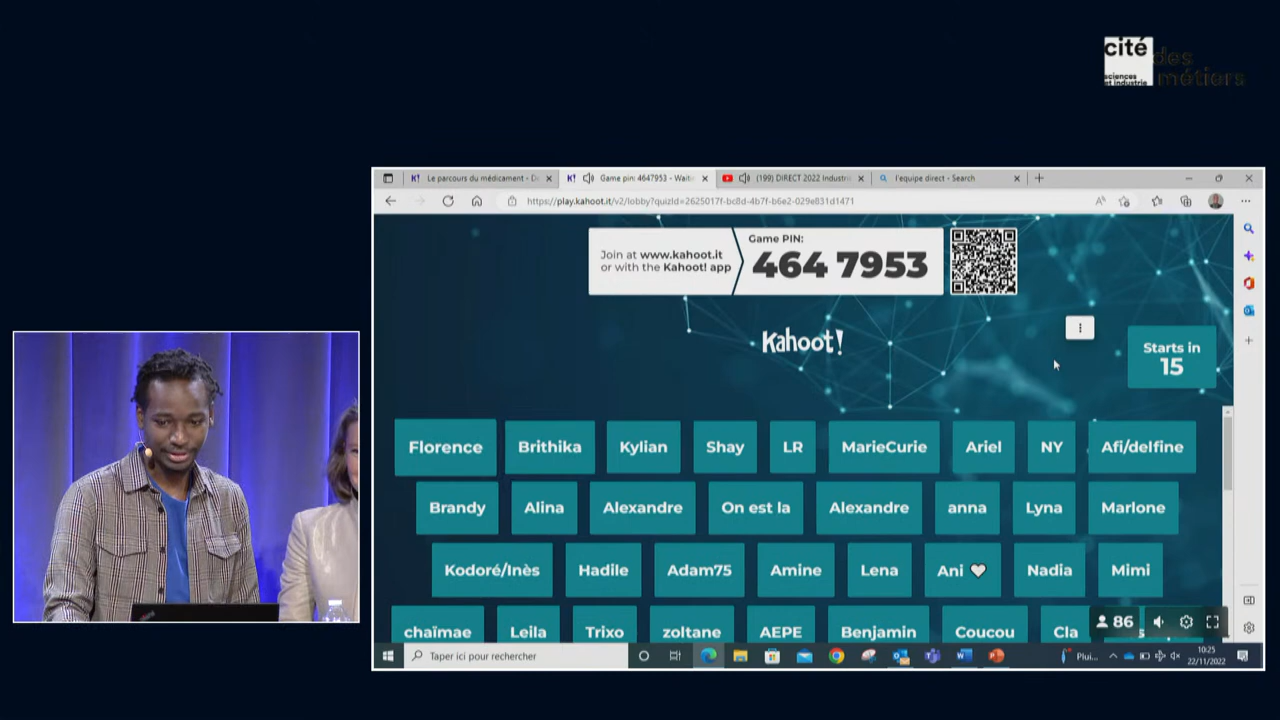 cité
des
métiers
sciences
et industrie
Le parcours du médicament - D
Game pin: 4647953 - Waiti
(199) DIRECT 2022 Industri
l'equipe direct - Search
https://play.kahoot.it/v2/lobby?quizId=2625017f-bc8d-4b7f-b6e2-029e831d1471
Join at www.kahoot.it
or with the Kahoot! app
Game PIN:
464 7953
Kahoot!
Starts in
15
Florence Brithika Kylian Shay LR MarieCurie Ariel NY Afi/delfine
Brandy Alina Alexandre On est la Alexandre anna Lyna Marlone
Kodoré/Inès Hadile Adam75 Amine Lena Ani 🤍 Nadia Mimi
chaïmae Leila Trixo zoltane AEPE Benjamin Coucou Cla
86
Taper ici pour rechercher
Plui...
10:25
22/11/2022